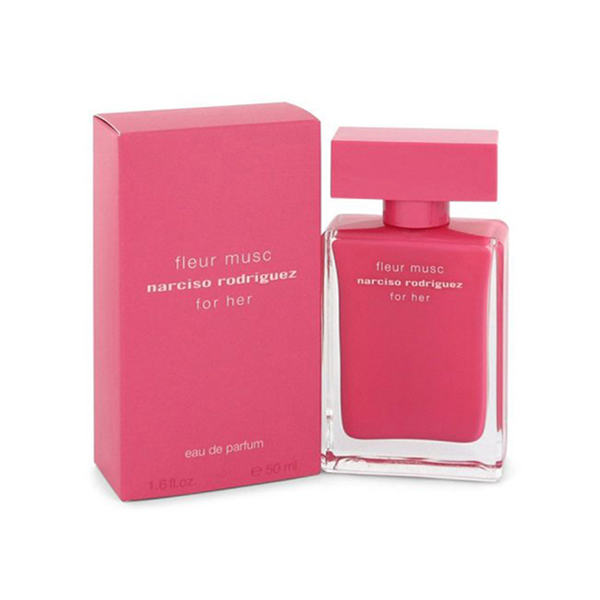 fleur musc
narciso rodriguez
for her
eau de parfum
1.6 fl.oz. e 50 ml
fleur musc
narciso rodriguez
for her